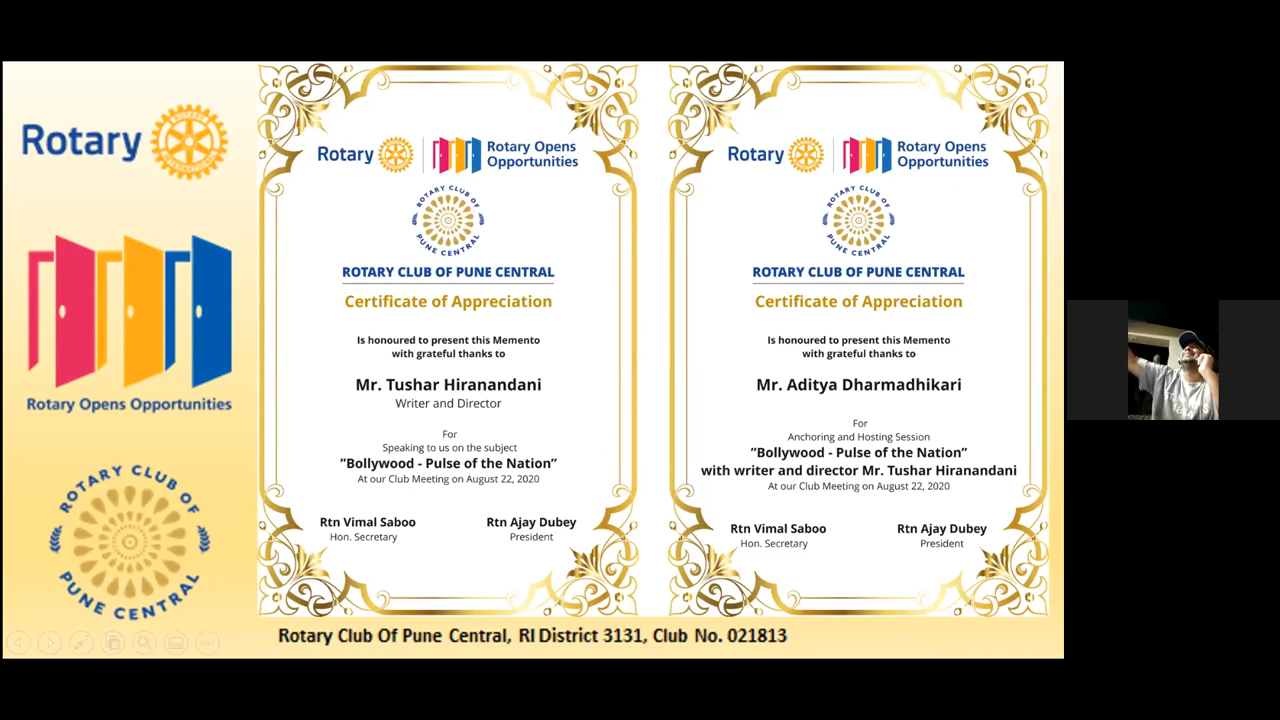 Rotary
Rotary Opens Opportunities
ROTARY CLUB OF
PUNE CENTRAL
Rotary
Rotary Opens
Opportunities
ROTARY CLUB OF
PUNE CENTRAL
ROTARY CLUB OF PUNE CENTRAL
Certificate of Appreciation
Is honoured to present this Memento
with grateful thanks to
Mr. Tushar Hiranandani
Writer and Director
For
Speaking to us on the subject
”Bollywood - Pulse of the Nation”
At our Club Meeting on August 22, 2020
Rtn Vimal Saboo
Hon. Secretary
Rtn Ajay Dubey
President
Rotary
Rotary Opens
Opportunities
ROTARY CLUB OF
PUNE CENTRAL
ROTARY CLUB OF PUNE CENTRAL
Certificate of Appreciation
Is honoured to present this Memento
with grateful thanks to
Mr. Aditya Dharmadhikari
For
Anchoring and Hosting Session
”Bollywood - Pulse of the Nation”
with writer and director Mr. Tushar Hiranandani
At our Club Meeting on August 22, 2020
Rtn Vimal Saboo
Hon. Secretary
Rtn Ajay Dubey
President
Rotary Club Of Pune Central, RI District 3131, Club No. 021813